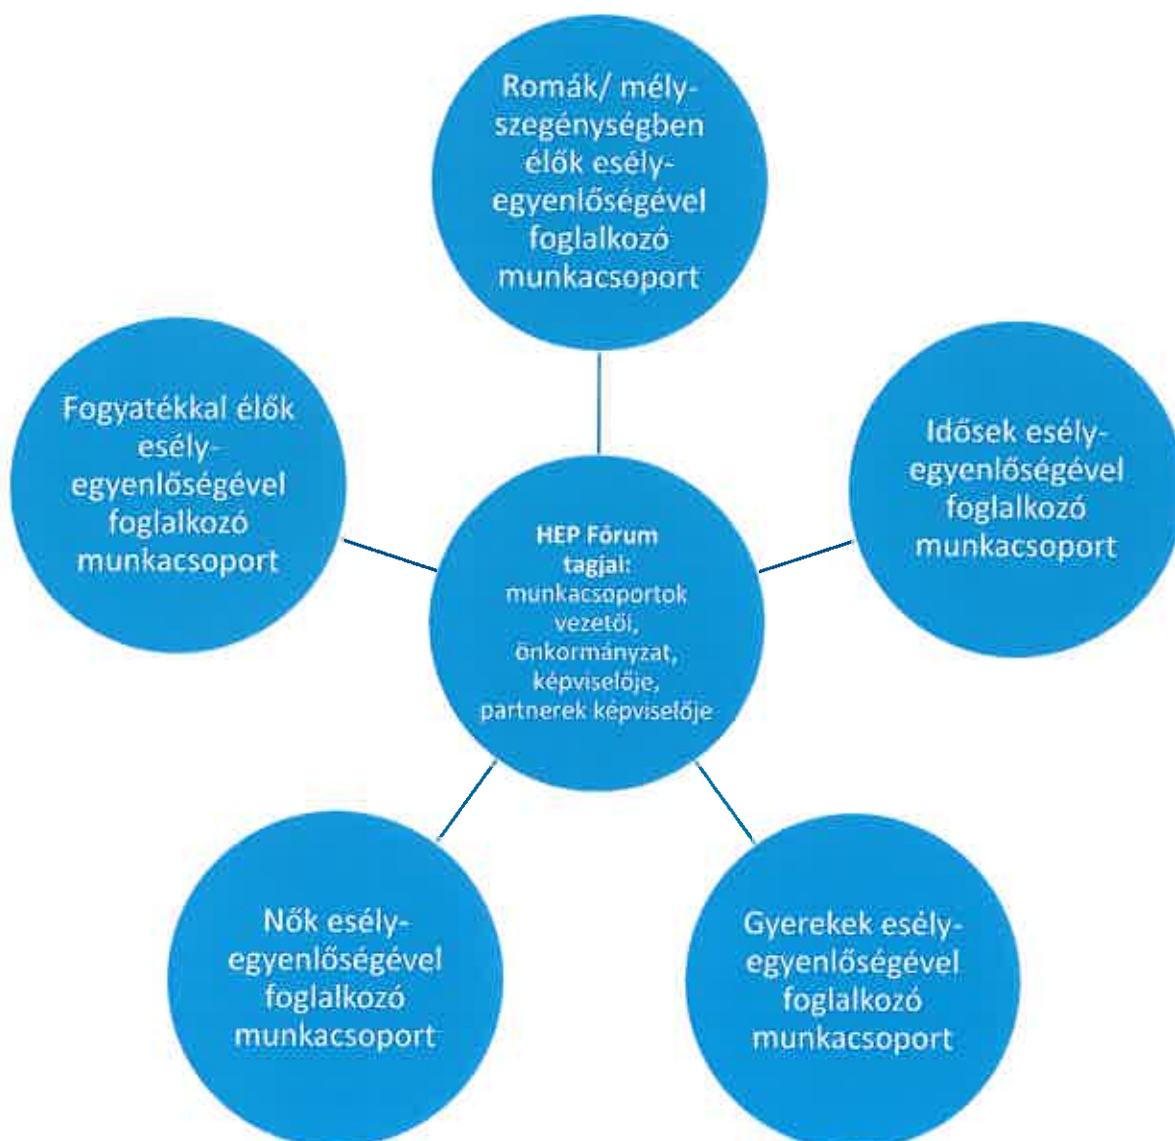 Romák/ mély-
szegénységben
élők esély-
egyenlőségével
foglalkozó
munkacsoport
Fogyatékkal élők
esély-
egyenlőségével
foglalkozó
munkacsoport
Idősek esély-
egyenlőségével
foglalkozó
munkacsoport
HEP Fórum
tagjai:
munkacsoportok
vezetői,
önkormányzat,
képviselője,
partnerek képviselője
Nők esély-
egyenlőségével
foglalkozó
munkacsoport
Gyerekek esély-
egyenlőségével
foglalkozó
munkacsoport